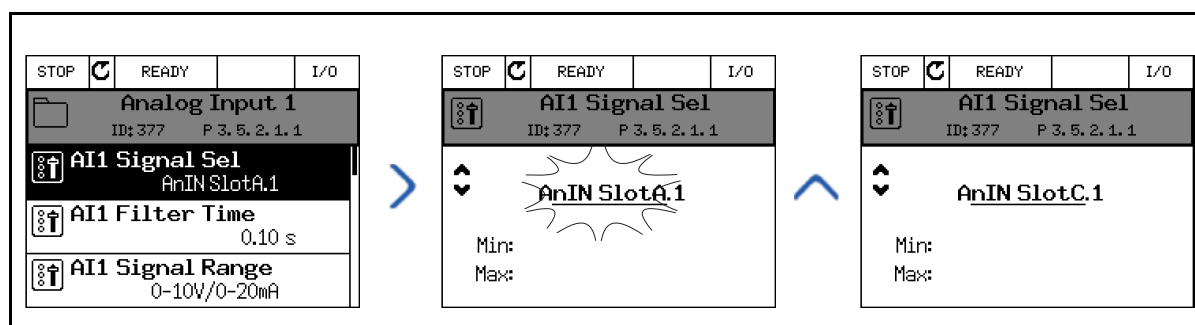 STOP READY I/O
Analog Input 1
ID:377 P3.5.2.1.1
AI1 Signal Sel
AnIN SlotA.1
AI1 Filter Time
0.10 s
AI1 Signal Range
0-10V/0-20mA
STOP READY I/O
AI1 Signal Sel
ID:377 P3.5.2.1.1
AnIN SlotA.1
Min:
Max:
STOP READY I/O
AI1 Signal Sel
ID:377 P3.5.2.1.1
AnIN SlotC.1
Min:
Max: